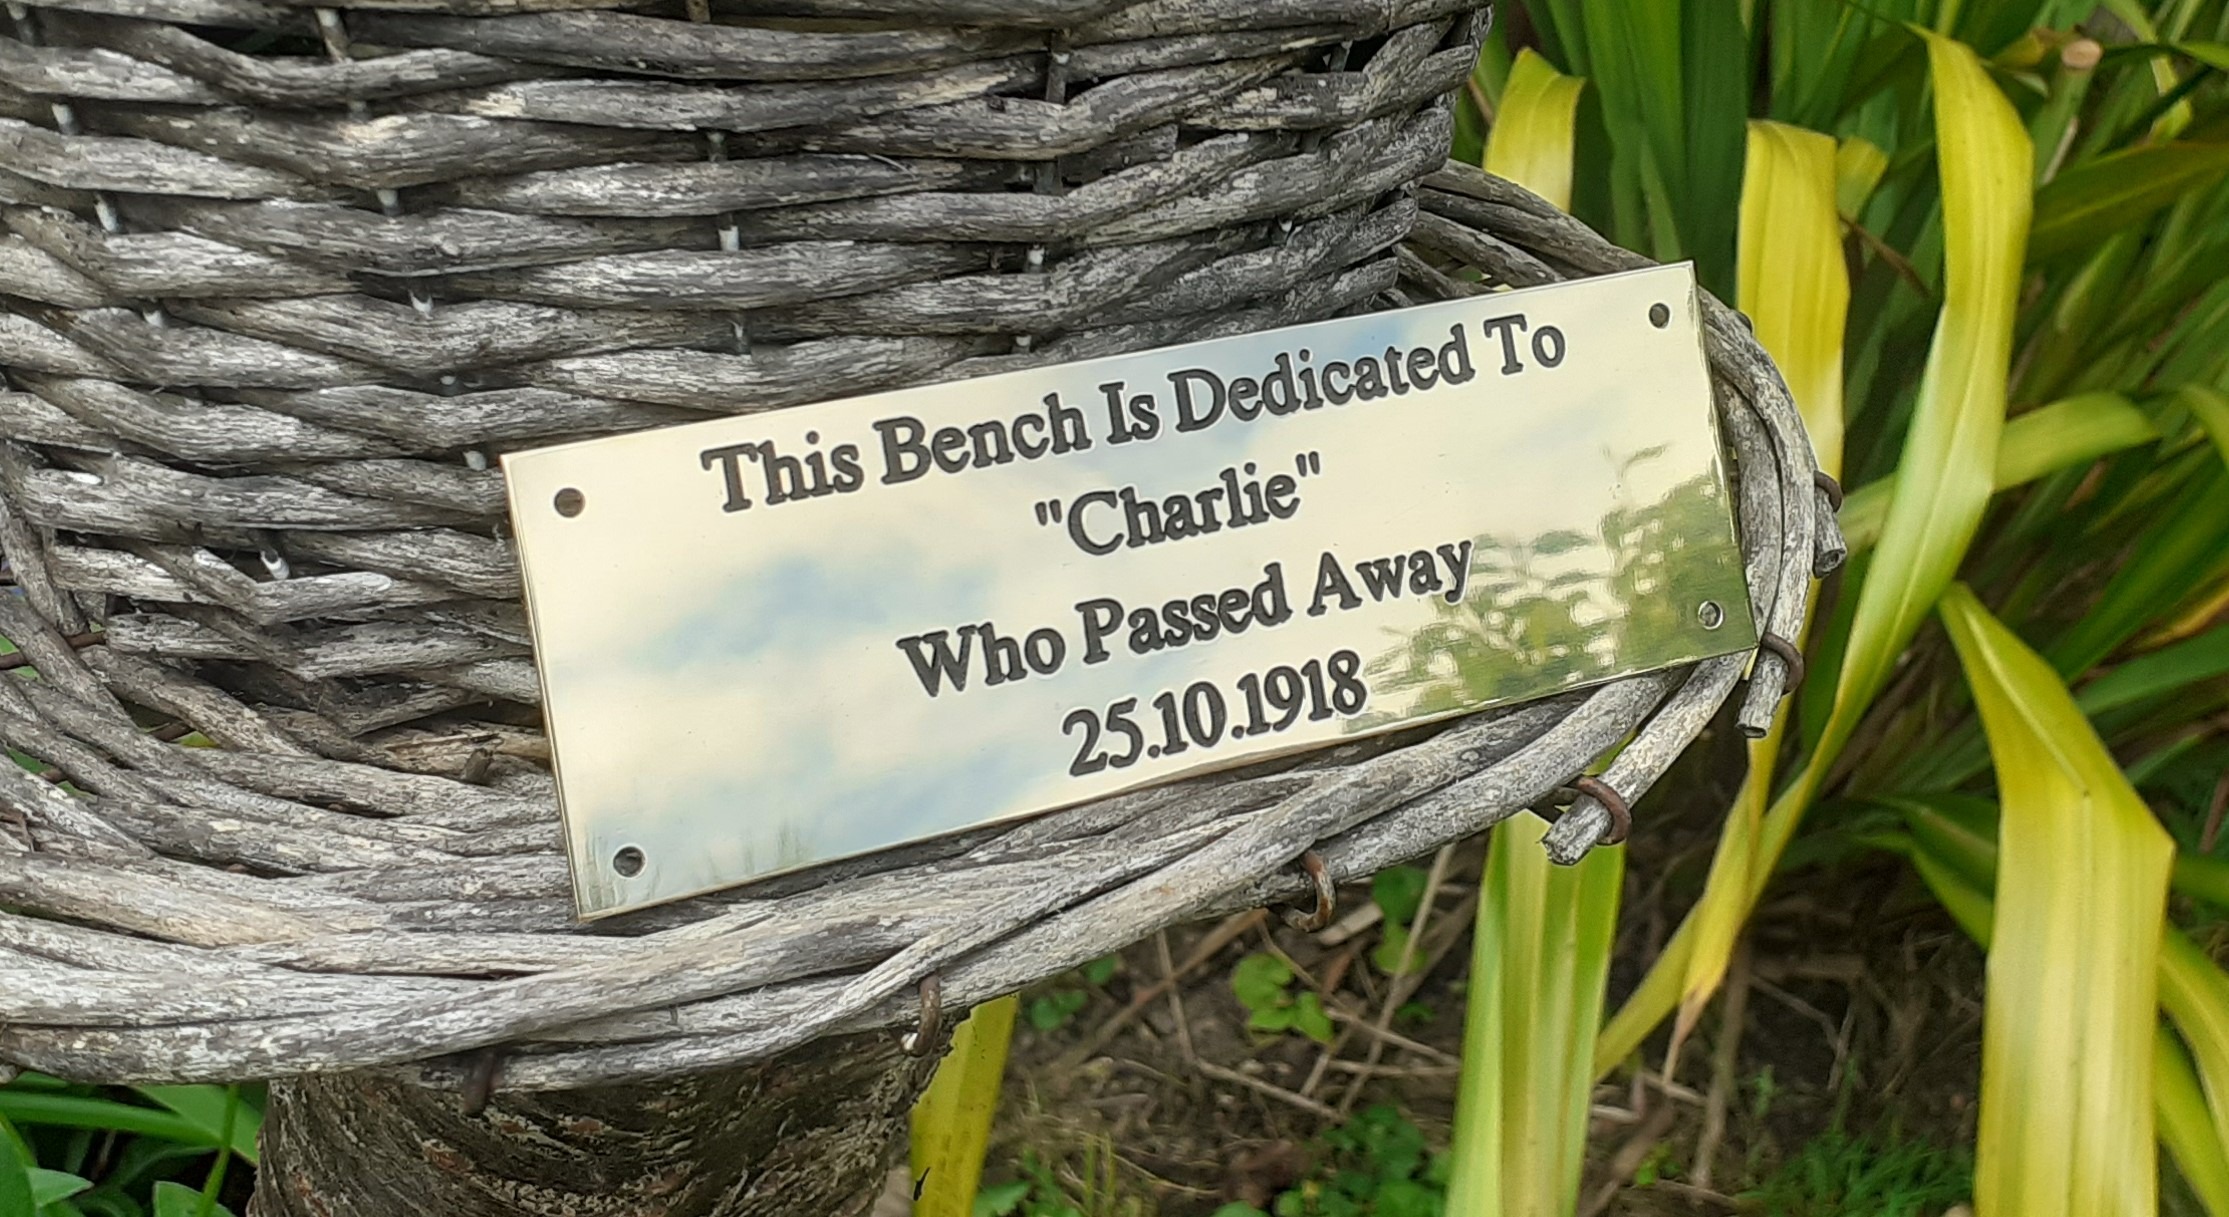 This Bench Is Dedicated To
"Charlie"
Who Passed Away
25.10.1918